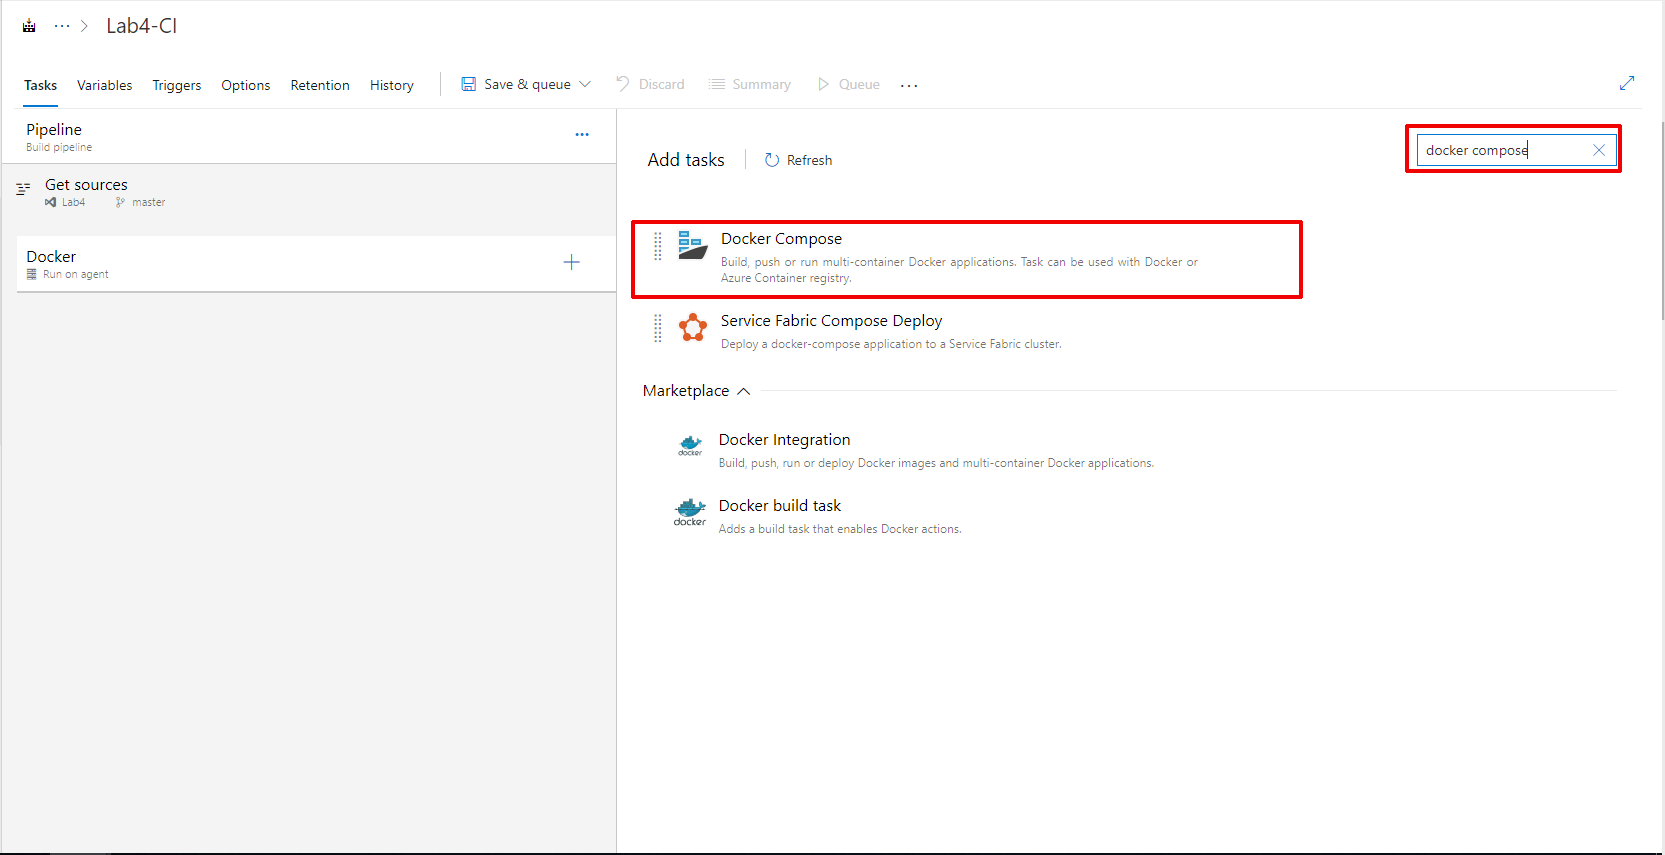 Lab4-CI
Tasks Variables Triggers Options Retention History Save & queue Discard Summary Queue
Pipeline
Build pipeline
Get sources
Lab4 master
Docker
Run on agent
Add tasks Refresh
docker compose
Docker Compose
Build, push or run multi-container Docker applications. Task can be used with Docker or
Azure Container registry.
Service Fabric Compose Deploy
Deploy a docker-compose application to a Service Fabric cluster.
Marketplace
docker
Docker Integration
Build, push, run or deploy Docker images and multi-container Docker applications.
docker
Docker build task
Adds a build task that enables Docker actions.